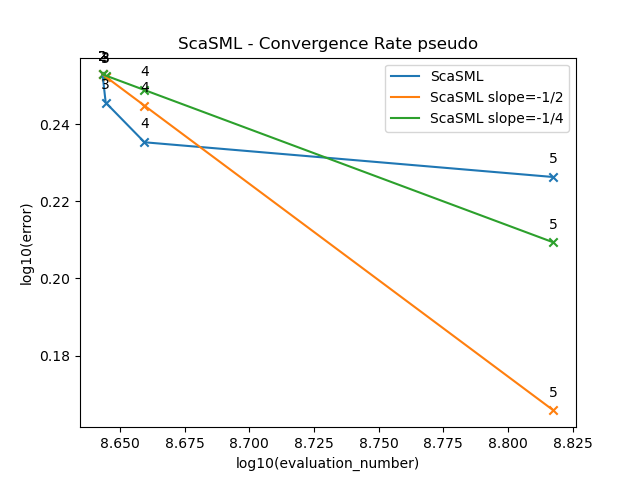 ScaSML - Convergence Rate pseudo
2
3
3
4
4
4
5
5
5
ScaSML
ScaSML slope=-1/2
ScaSML slope=-1/4
log10(error)
0.24
0.22
0.20
0.18
8.650 8.675 8.700 8.725 8.750 8.775 8.800 8.825
log10(evaluation_number)